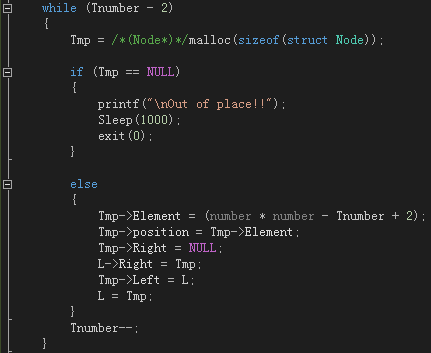 while (Tnumber - 2)
{
Tmp = /*(Node*)*/malloc(sizeof(struct Node));
if (Tmp == NULL)
{
printf("\nOut of place!!");
Sleep(1000);
exit(0);
}
else
{
Tmp->Element = (number * number - Tnumber + 2);
Tmp->position = Tmp->Element;
Tmp->Right = NULL;
L->Right = Tmp;
Tmp->Left = L;
L = Tmp;
}
Tnumber--;
}